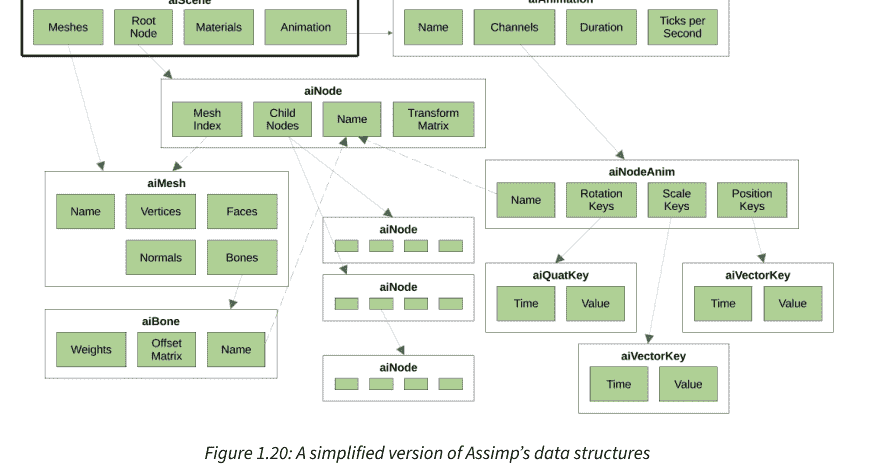 aiScene
aiAnimation
Meshes
Root
Node
Materials
Animation
Name
Channels
Duration
Ticks per
Second
aiNode
Mesh
Index
Child
Nodes
Name
Transform
Matrix
aiMesh
Name
Vertices
Faces
Normals
Bones
aiNodeAnim
Name
Rotation
Keys
Scale
Keys
Position
Keys
aiNode
aiNode
aiNode
aiQuatKey
Time
Value
aiVectorKey
Time
Value
aiBone
Weights
Offset
Matrix
Name
aiVectorKey
Time
Value
Figure 1.20: A simplified version of Assimp's data structures